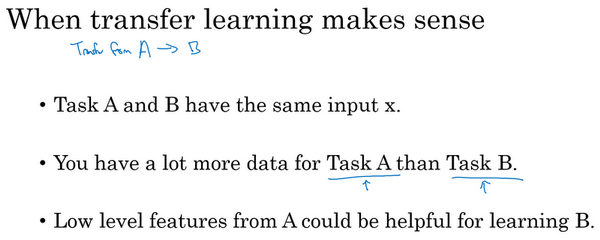 When transfer learning makes sense
Transfer from A → B
• Task A and B have the same input x.
• You have a lot more data for Task A than Task B.
• Low level features from A could be helpful for learning B.